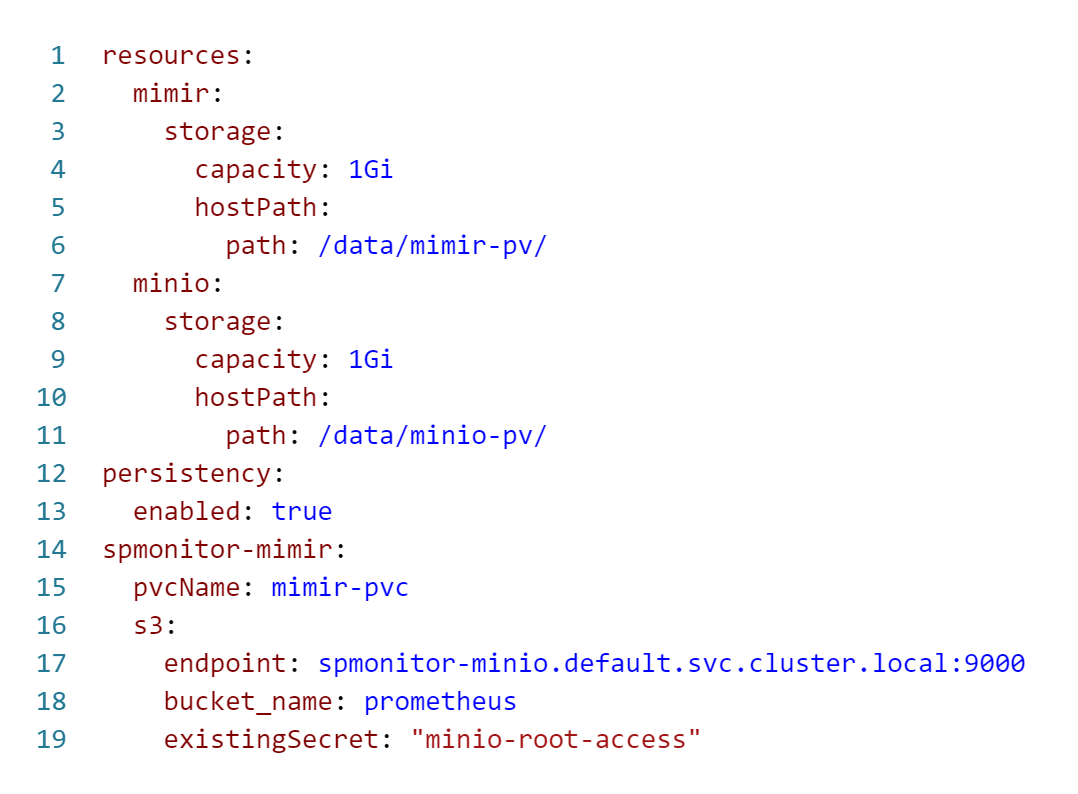 1 resources:
2   mimir:
3     storage:
4       capacity: 1Gi
5       hostPath:
6         path: /data/mimir-pv/
7   minio:
8     storage:
9       capacity: 1Gi
10       hostPath:
11         path: /data/minio-pv/
12 persistency:
13   enabled: true
14 spmonitor-mimir:
15   pvcName: mimir-pvc
16   s3:
17     endpoint: spmonitor-minio.default.svc.cluster.local:9000
18     bucket_name: prometheus
19     existingSecret: "minio-root-access"